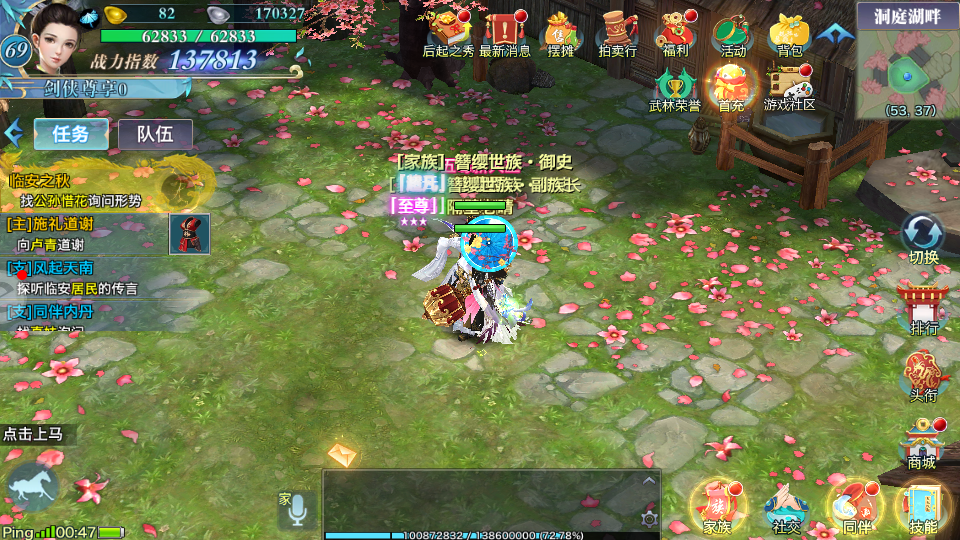 82
170327
洞庭湖畔
69
62833 / 62833
战力指数 137813
后起之秀
最新消息
摆摊
拍卖行
福利
活动
背包
剑侠尊享0
武林荣誉
首充
游戏社区
(53, 37)
任务
队伍
临安之秋
找公孙惜花询问形势
[主]施礼道谢
向卢青道谢
[支]风起天南
探听临安居民的传言
[支]同伴内丹
[家族] 簪缨世族·御史
副族长
[至尊]
切换
排行
头衔
商城
点击上马
家
家族
社交
同伴
技能
Ping
00:47
100872832 / 138600000 (72.78%)